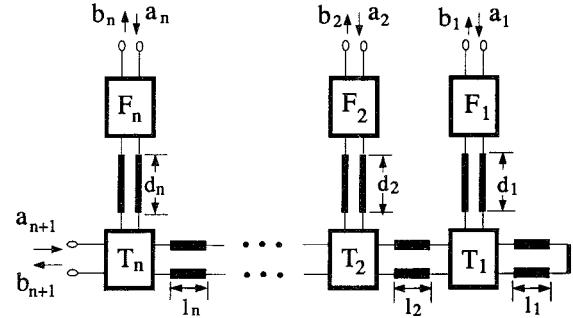 bn an b2 a2 b1 a1
Fn F2 F1
dn d2 d1
an+1
Tn T2 T1
bn+1
ln l2 l1